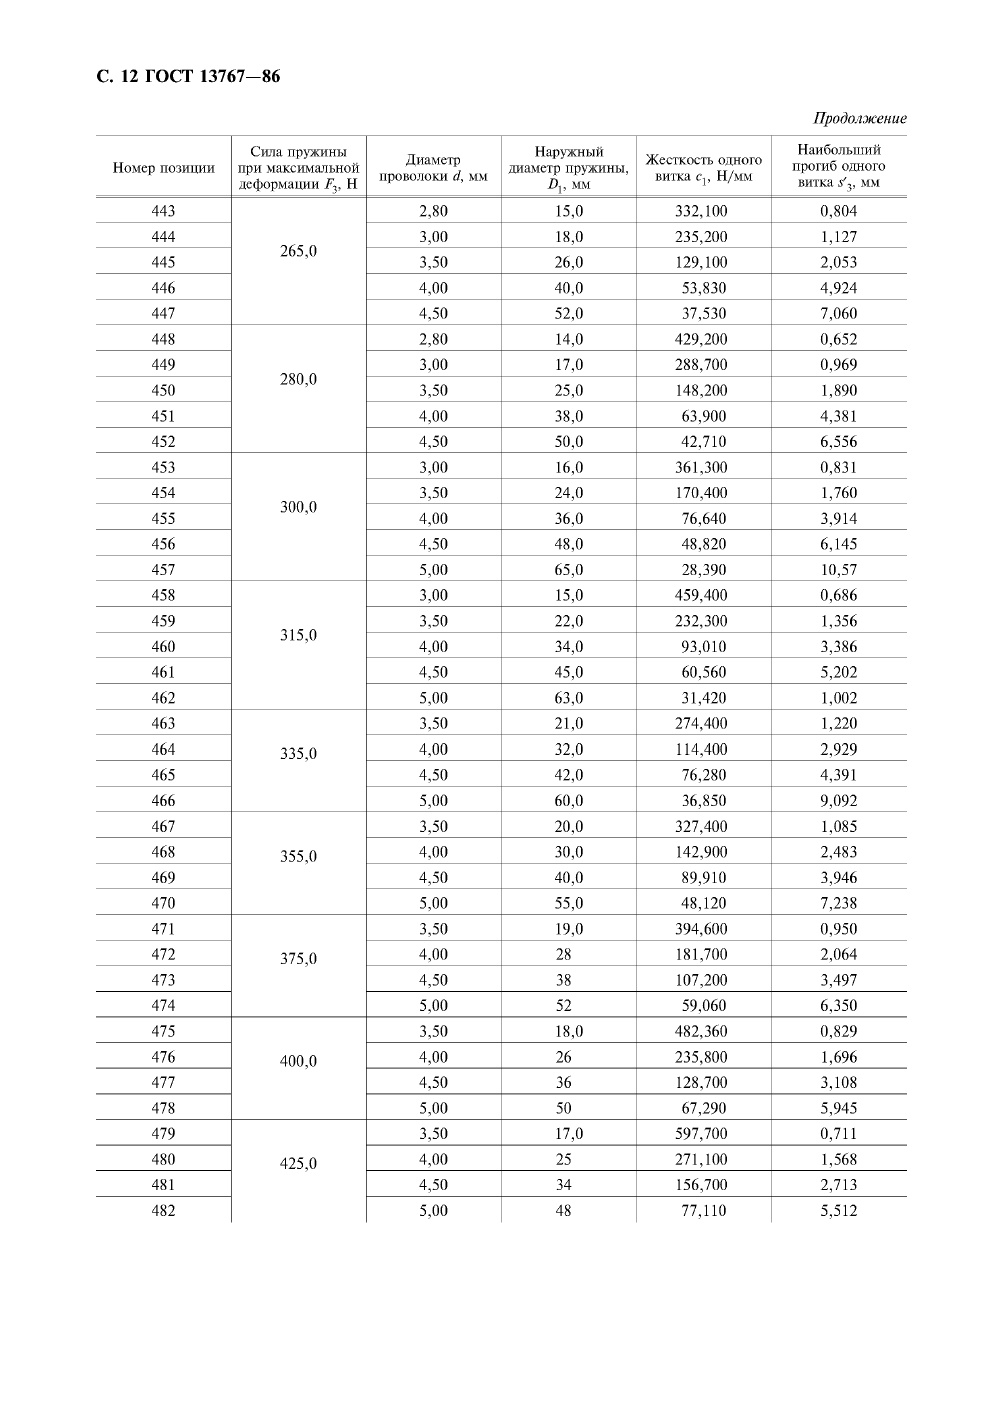 С. 12 ГОСТ 13767—86
Продолжение
Номер позиции
Сила пружины
при максимальной
деформации F3, Н
Диаметр
проволоки d, мм
Наружный
диаметр пружины,
D1, мм
Жесткость одного
витка c1, Н/мм
Наибольший
прогиб одного
витка s′3, мм
443 2,80 15,0 332,100 0,804
444 3,00 18,0 235,200 1,127
265,0
445 3,50 26,0 129,100 2,053
446 4,00 40,0 53,830 4,924
447 4,50 52,0 37,530 7,060
448 2,80 14,0 429,200 0,652
449 3,00 17,0 288,700 0,969
280,0
450 3,50 25,0 148,200 1,890
451 4,00 38,0 63,900 4,381
452 4,50 50,0 42,710 6,556
453 3,00 16,0 361,300 0,831
454 3,50 24,0 170,400 1,760
300,0
455 4,00 36,0 76,640 3,914
456 4,50 48,0 48,820 6,145
457 5,00 65,0 28,390 10,57
458 3,00 15,0 459,400 0,686
459 3,50 22,0 232,300 1,356
315,0
460 4,00 34,0 93,010 3,386
461 4,50 45,0 60,560 5,202
462 5,00 63,0 31,420 1,002
463 3,50 21,0 274,400 1,220
464 4,00 32,0 114,400 2,929
335,0
465 4,50 42,0 76,280 4,391
466 5,00 60,0 36,850 9,092
467 3,50 20,0 327,400 1,085
468 4,00 30,0 142,900 2,483
355,0
469 4,50 40,0 89,910 3,946
470 5,00 55,0 48,120 7,238
471 3,50 19,0 394,600 0,950
472 4,00 28 181,700 2,064
375,0
473 4,50 38 107,200 3,497
474 5,00 52 59,060 6,350
475 3,50 18,0 482,360 0,829
476 4,00 26 235,800 1,696
400,0
477 4,50 36 128,700 3,108
478 5,00 50 67,290 5,945
479 3,50 17,0 597,700 0,711
480 4,00 25 271,100 1,568
425,0
481 4,50 34 156,700 2,713
482 5,00 48 77,110 5,512